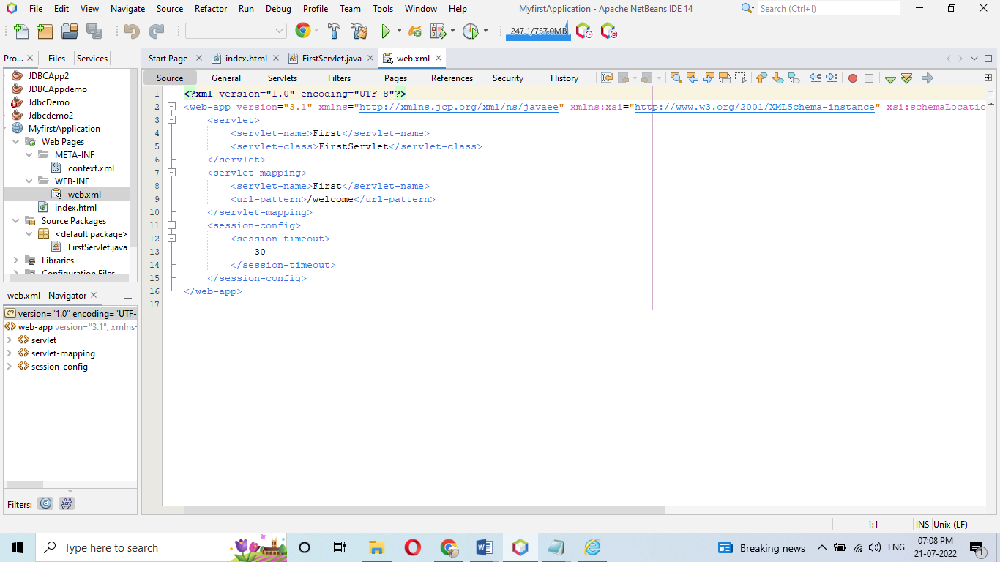 File Edit View Navigate Source Refactor Run Debug Profile Team Tools Window Help MyfirstApplication - Apache NetBeans IDE 14 Search (Ctrl+I)
247.1/757.0MB
Pro... Files Services
Start Page index.html FirstServlet.java web.xml
Source General Servlets Filters Pages References Security History
JDBCApp2
JDBCAppdemo
JdbcDemo
Jdbcdemo2
MyfirstApplication
Web Pages
META-INF
context.xml
WEB-INF
web.xml
index.html
Source Packages
<default package>
FirstServlet.java
Libraries
Configuration Files
1 <?xml version="1.0" encoding="UTF-8"?>
2 <web-app version="3.1" xmlns="http://xmlns.jcp.org/xml/ns/javaee" xmlns:xsi="http://www.w3.org/2001/XMLSchema-instance" xsi:schemaLocatio
3 <servlet>
4 <servlet-name>First</servlet-name>
5 <servlet-class>FirstServlet</servlet-class>
6 </servlet>
7 <servlet-mapping>
8 <servlet-name>First</servlet-name>
9 <url-pattern>/welcome</url-pattern>
10 </servlet-mapping>
11 <session-config>
12 <session-timeout>
13 30
14 </session-timeout>
15 </session-config>
16 </web-app>
17
web.xml - Navigator
version="1.0" encoding="UTF-
web-app version="3.1", xmlns=
servlet
servlet-mapping
session-config
Filters:
1:1 INS Unix (LF)
Type here to search
Breaking news ENG 07:08 PM
21-07-2022
1